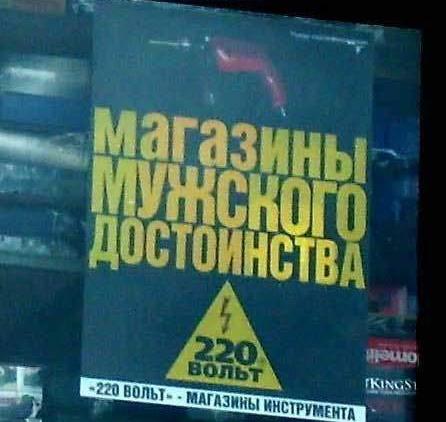 магазины
мужского
достоинства
220
вольт
«220 ВОЛЬТ» - МАГАЗИНЫ ИНСТРУМЕНТА